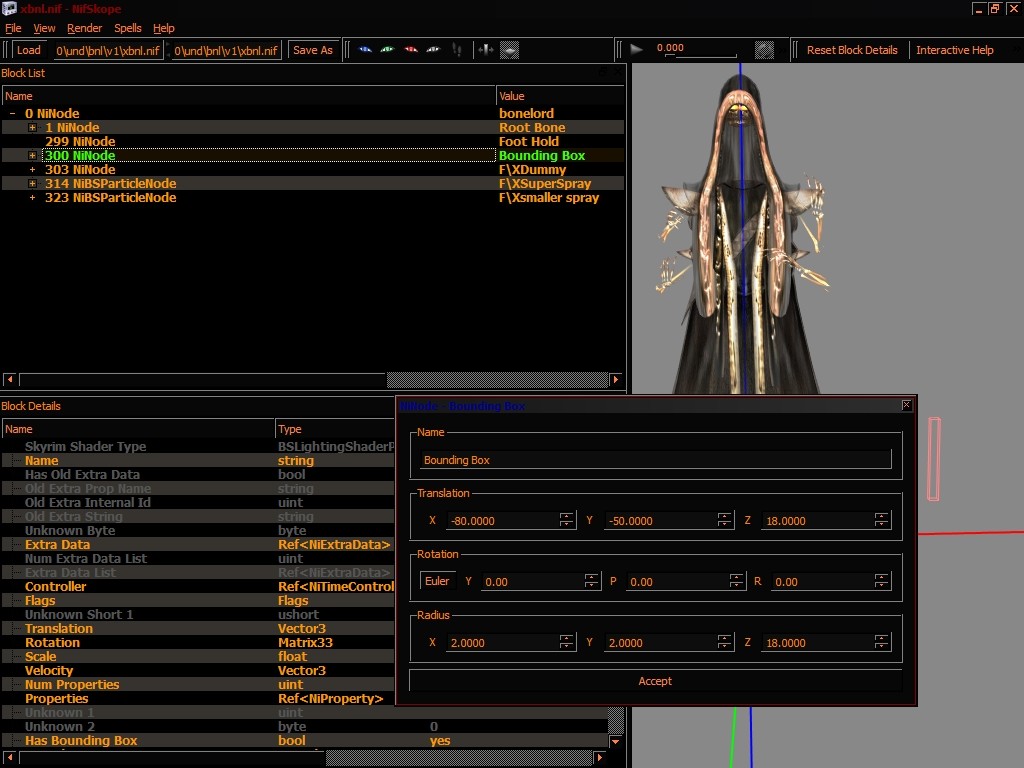 xbnl.nif - NifSkope
File View Render Spells Help
Load 0\und\bnl\v1\xbnl.nif 0\und\bnl\v1\xbnl.nif Save As 0.000 Reset Block Details Interactive Help
Block List
Name Value
0 NiNode bonelord
1 NiNode Root Bone
299 NiNode Foot Hold
300 NiNode Bounding Box
303 NiNode F\XDummy
314 NiBSParticleNode F\XSuperSpray
323 NiBSParticleNode F\Xsmaller spray
Block Details
Name Type
Skyrim Shader Type BSLightingShaderP
Name string
Has Old Extra Data bool
Old Extra Prop Name string
Old Extra Internal Id uint
Old Extra String string
Unknown Byte byte
Extra Data Ref<NiExtraData>
Num Extra Data List uint
Extra Data List Ref<NiExtraData>
Controller Ref<NiTimeControl
Flags Flags
Unknown Short 1 ushort
Translation Vector3
Rotation Matrix33
Scale float
Velocity Vector3
Num Properties uint
Properties Ref<NiProperty>
Unknown 1 uint
Unknown 2 byte 0
Has Bounding Box bool yes
NiNode - Bounding Box
Name
Bounding Box
Translation
X -80.0000 Y -50.0000 Z 18.0000
Rotation
Euler Y 0.00 P 0.00 R 0.00
Radius
X 2.0000 Y 2.0000 Z 18.0000
Accept